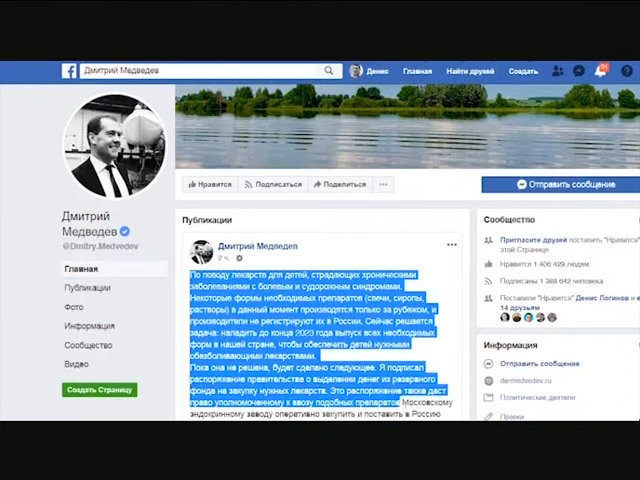 Дмитрий Медведев
Денис Главная Найти друзей Создать
81
Нравится Подписаться Поделиться ...
Отправить сообщение
Дмитрий
Медведев
@Dmitry.Medvedev
Главная
Публикации
Фото
Информация
Сообщество
Видео
Создать Страницу
Публикации
Дмитрий Медведев
2 ч.
По поводу лекарств для детей, страдающих хроническими
заболеваниями с болевым и судорожным синдромами.
Некоторые формы необходимых препаратов (свечи, сиропы,
растворы) в данный момент производятся только за рубежом, и
производители не регистрируют их в России. Сейчас решается
задача: наладить до конца 2023 года выпуск всех необходимых
форм в нашей стране, чтобы обеспечить детей нужными
обезболивающими лекарствами.
Пока она не решена, будет сделано следующее. Я подписал
распоряжение правительства о выделении денег из резервного
фонда на закупку нужных лекарств. Это распоряжение также даст
право уполномоченному к ввозу подобных препаратов Московскому
эндокринному заводу оперативно закупить и поставить в Россию
Сообщество
Пригласите друзей поставить "Нравится"
этой Странице
Нравится 1 406 429 людям
Подписаны 1 388 642 человека
Поставили "Нравится" Денис Логинов и ещё
14 друзьям
Информация
Отправить сообщение
da-medvedev.ru
Политические деятели
Правки